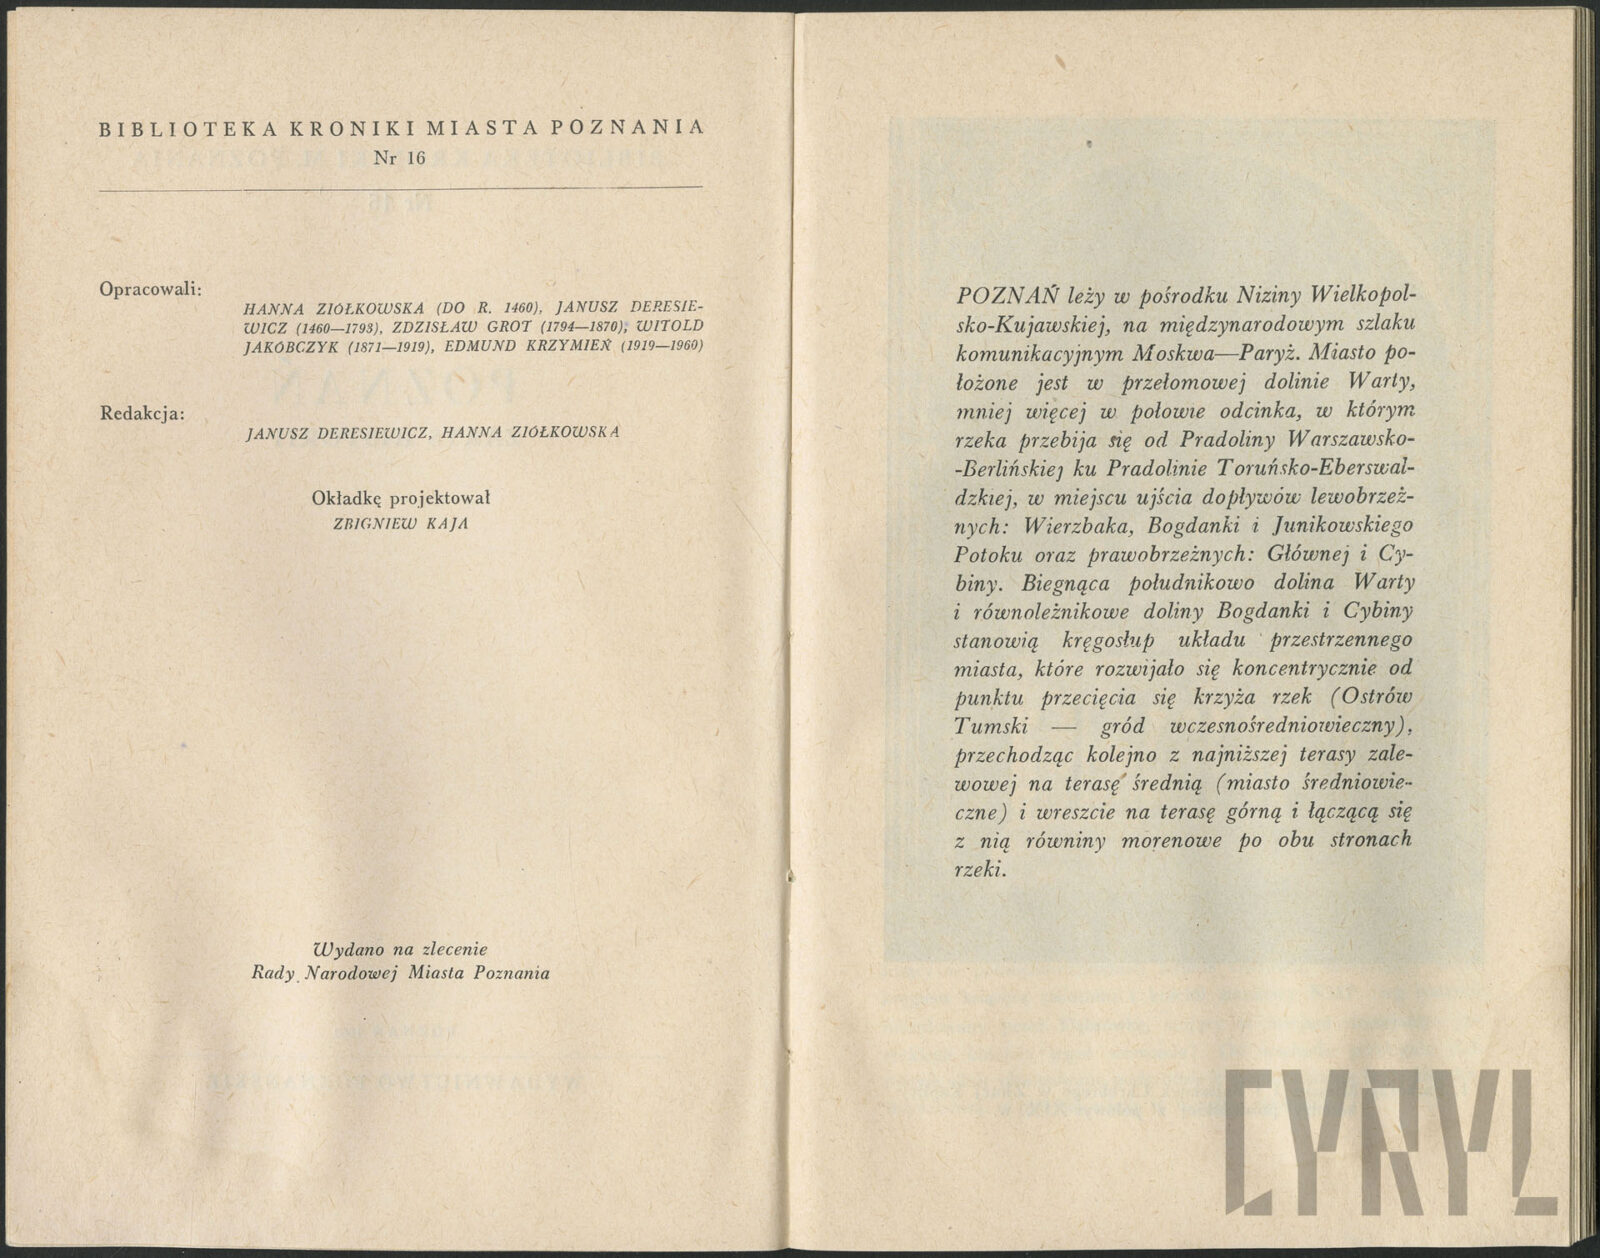 BIBLIOTEKA KRONIKI MIASTA POZNANIA
Nr 16
Opracowali:
HANNA ZIÓŁKOWSKA (DO R. 1460), JANUSZ DERESIE-
WICZ (1460—1793), ZDZISŁAW GROT (1794—1870), WITOLD
JAKÓBCZYK (1871—1919), EDMUND KRZYMIEŃ (1919—1960)
Redakcja:
JANUSZ DERESIEWICZ, HANNA ZIÓŁKOWSKA
Okładkę projektował
ZBIGNIEW KAJA
Wydano na zlecenie
Rady Narodowej Miasta Poznania
POZNAŃ leży w pośrodku Niziny Wielkopol-
sko-Kujawskiej, na międzynarodowym szlaku
komunikacyjnym Moskwa—Paryż. Miasto po-
łożone jest w przełomowej dolinie Warty,
mniej więcej w połowie odcinka, w którym
rzeka przebija się od Pradoliny Warszawsko-
-Berlińskiej ku Pradolinie Toruńsko-Eberswal-
dzkiej, w miejscu ujścia dopływów lewobrzeż-
nych: Wierzbaka, Bogdanki i Junikowskiego
Potoku oraz prawobrzeżnych: Głównej i Cy-
biny. Biegnąca południkowo dolina Warty
i równoleżnikowe doliny Bogdanki i Cybiny
stanowią kręgosłup układu przestrzennego
miasta, które rozwijało się koncentrycznie od
punktu przecięcia się krzyża rzek (Ostrów
Tumski — gród wczesnośredniowieczny),
przechodząc kolejno z najniższej terasy zale-
wowej na terasę średnią (miasto średniowie-
czne) i wreszcie na terasę górną i łączącą się
z nią równiny morenowe po obu stronach
rzeki.
CYRYL